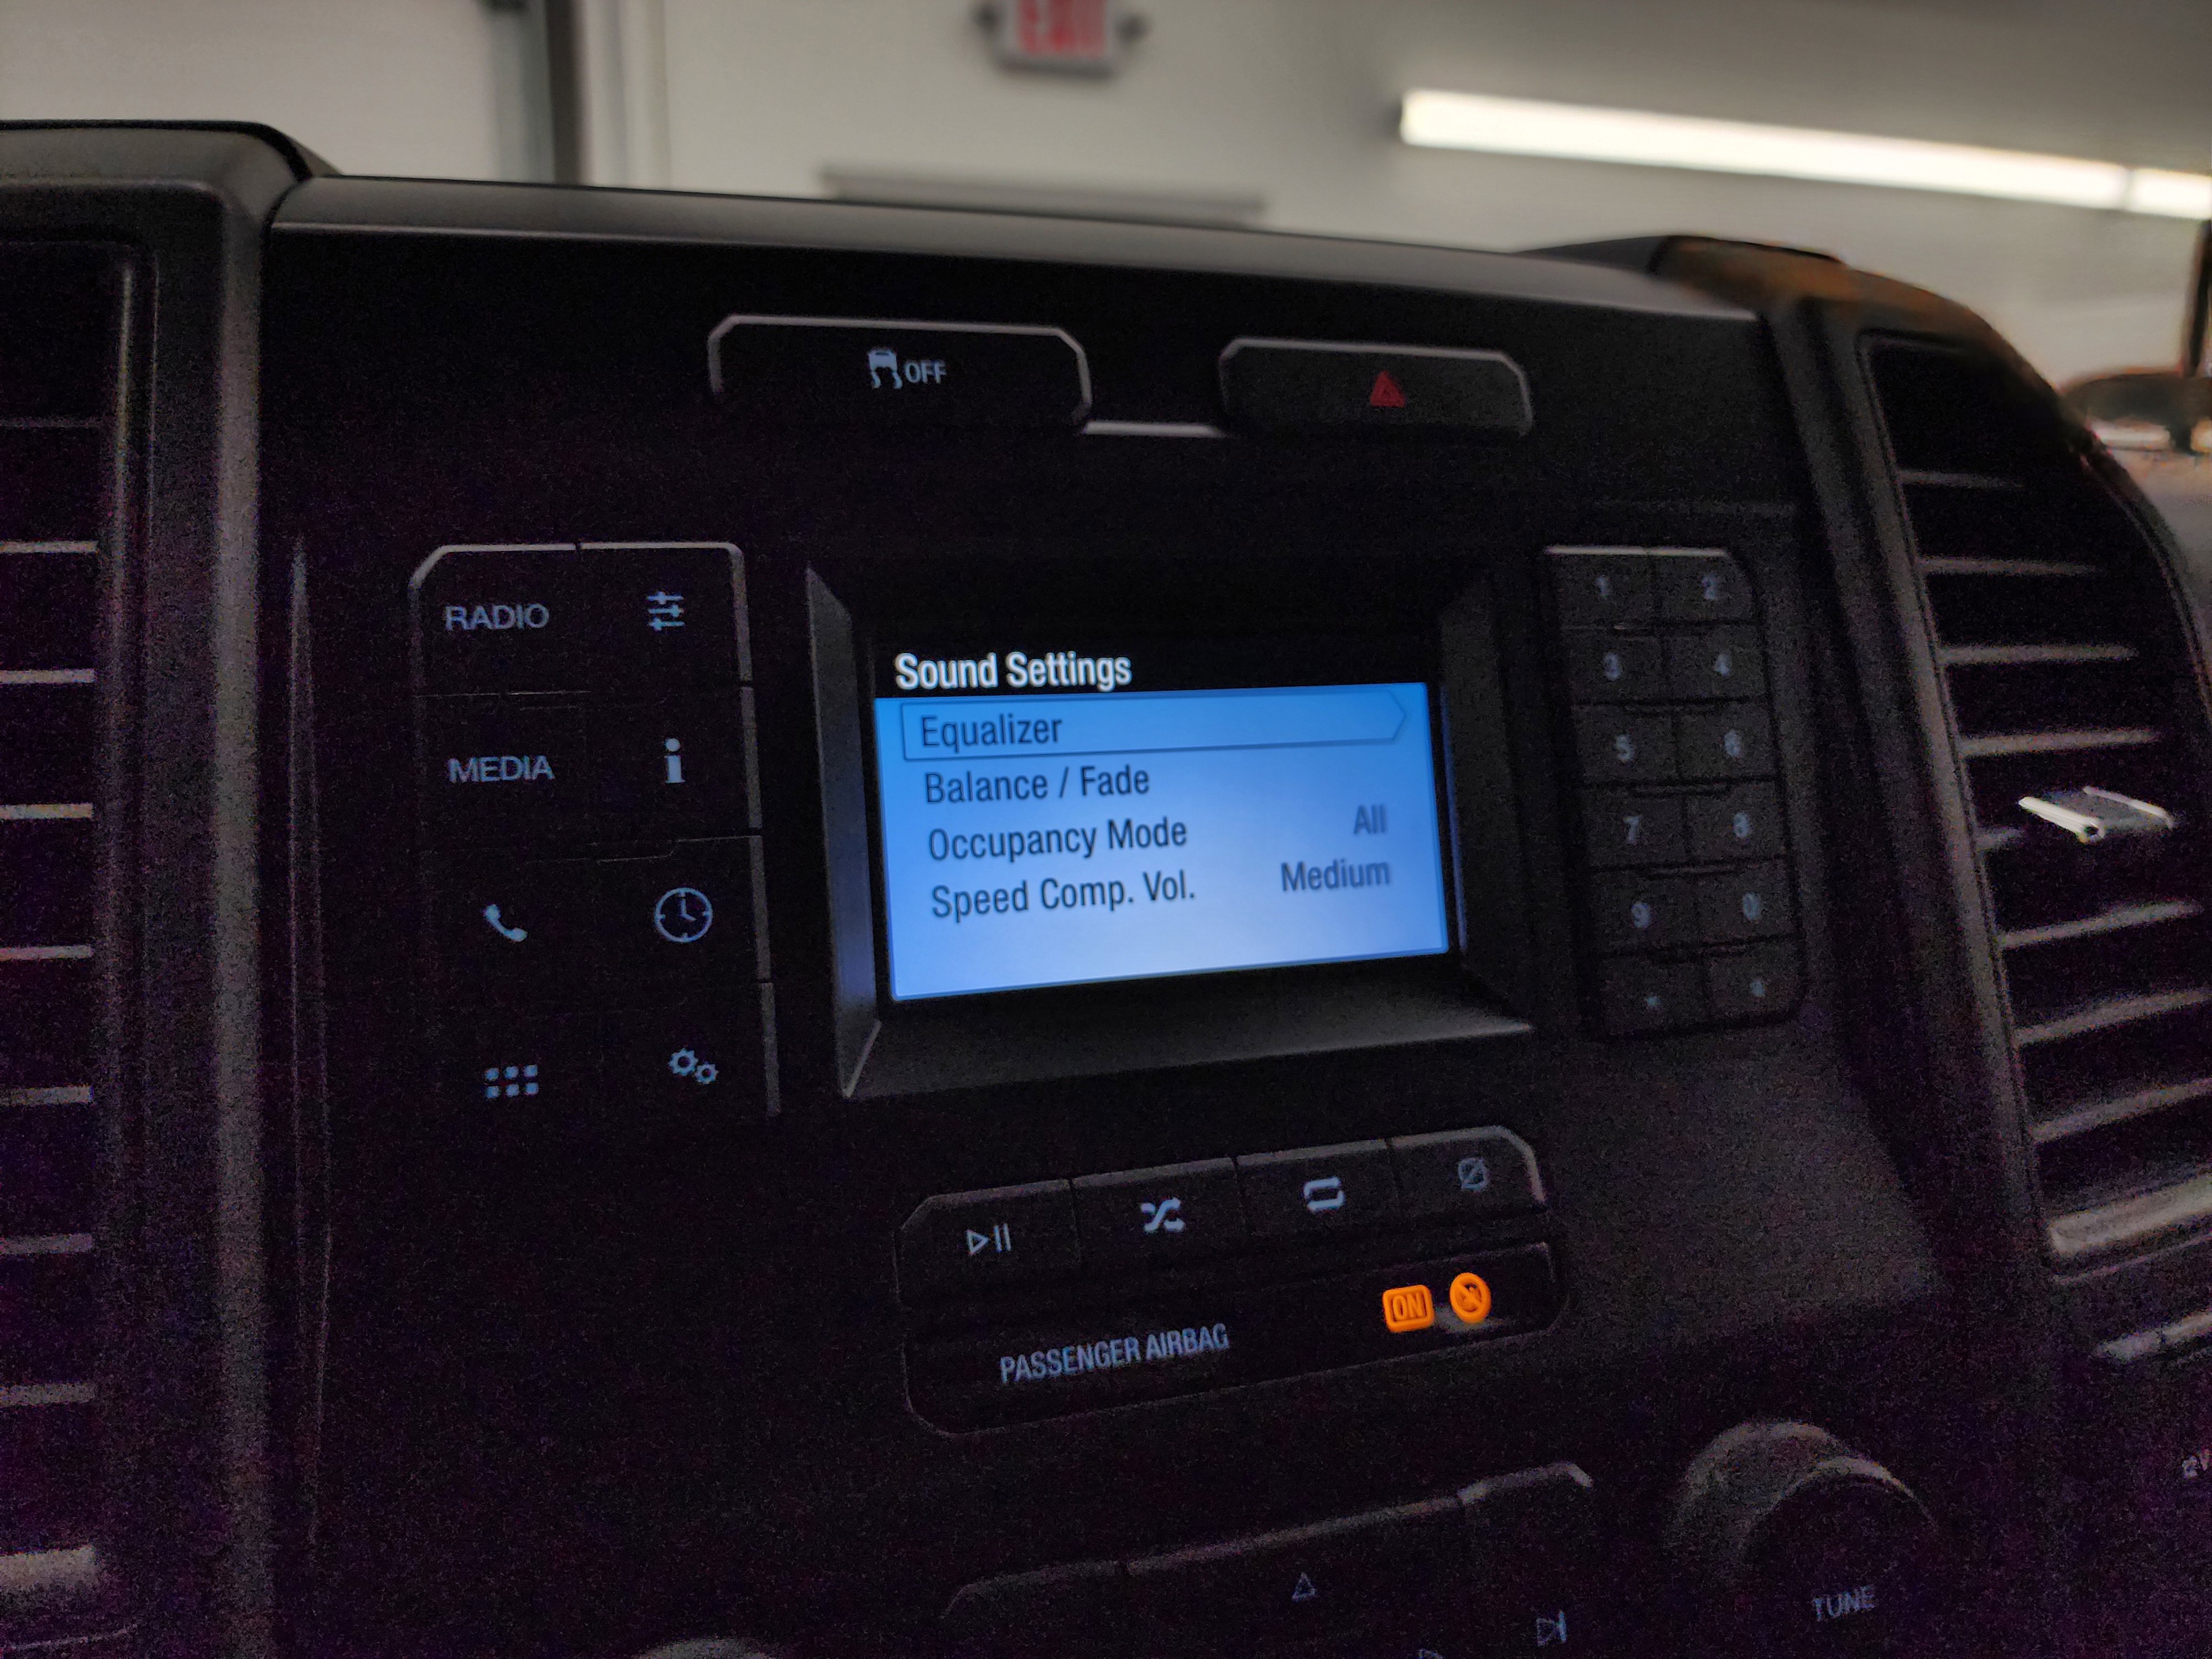 EXIT
OFF
RADIO
MEDIA
Sound Settings
Equalizer
Balance / Fade
Occupancy Mode All
Speed Comp. Vol. Medium
1 2
3 4
5 6
7 8
9 0
ON
PASSENGER AIRBAG
TUNE